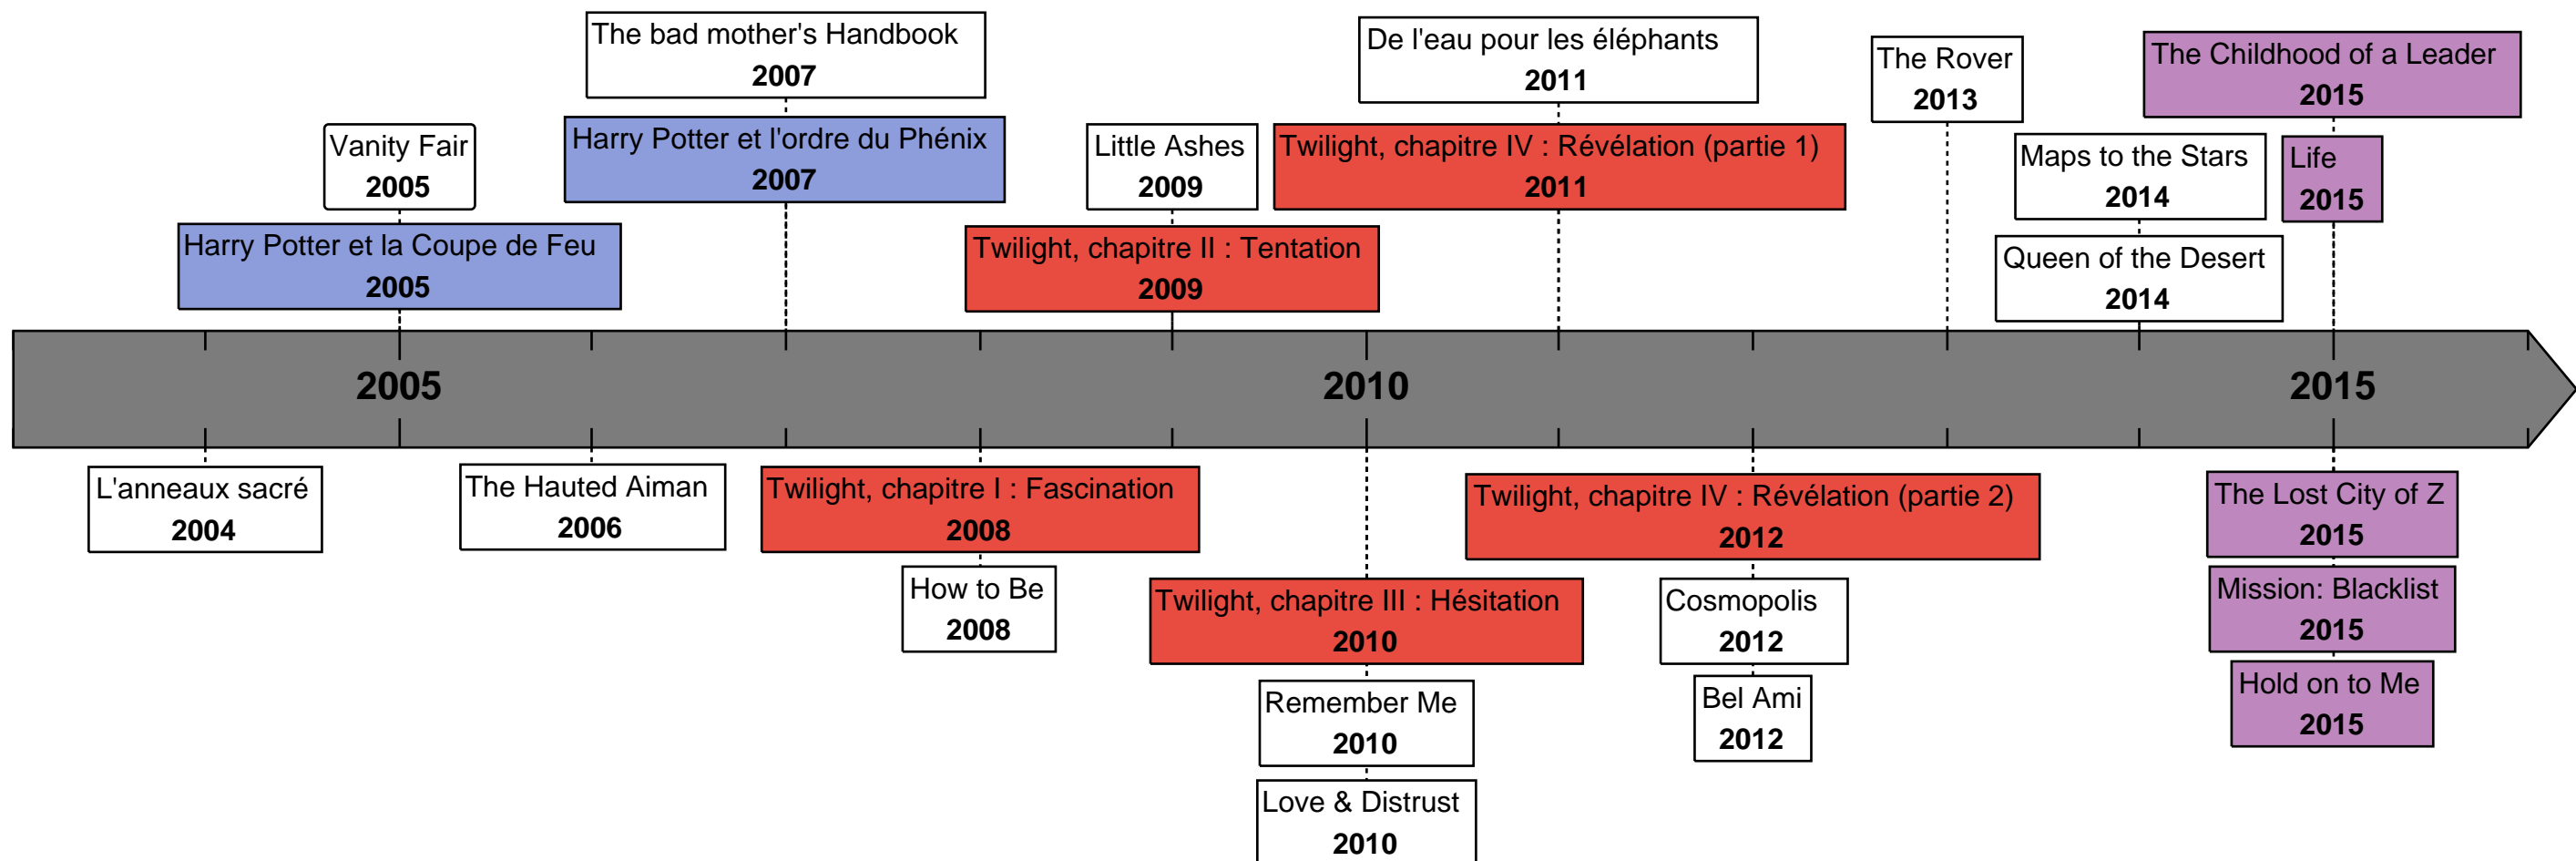 The bad mother's Handbook
2007
De l'eau pour les éléphants
2011
The Rover
2013
The Childhood of a Leader
2015
Vanity Fair
2005
Harry Potter et l'ordre du Phénix
2007
Little Ashes
2009
Twilight, chapitre IV : Révélation (partie 1)
2011
Maps to the Stars
2014
Life
2015
Harry Potter et la Coupe de Feu
2005
Twilight, chapitre II : Tentation
2009
Queen of the Desert
2014
2005
2010
2015
L'anneaux sacré
2004
The Hauted Aiman
2006
Twilight, chapitre I : Fascination
2008
Twilight, chapitre IV : Révélation (partie 2)
2012
The Lost City of Z
2015
How to Be
2008
Twilight, chapitre III : Hésitation
2010
Cosmopolis
2012
Mission: Blacklist
2015
Remember Me
2010
Bel Ami
2012
Hold on to Me
2015
Love & Distrust
2010